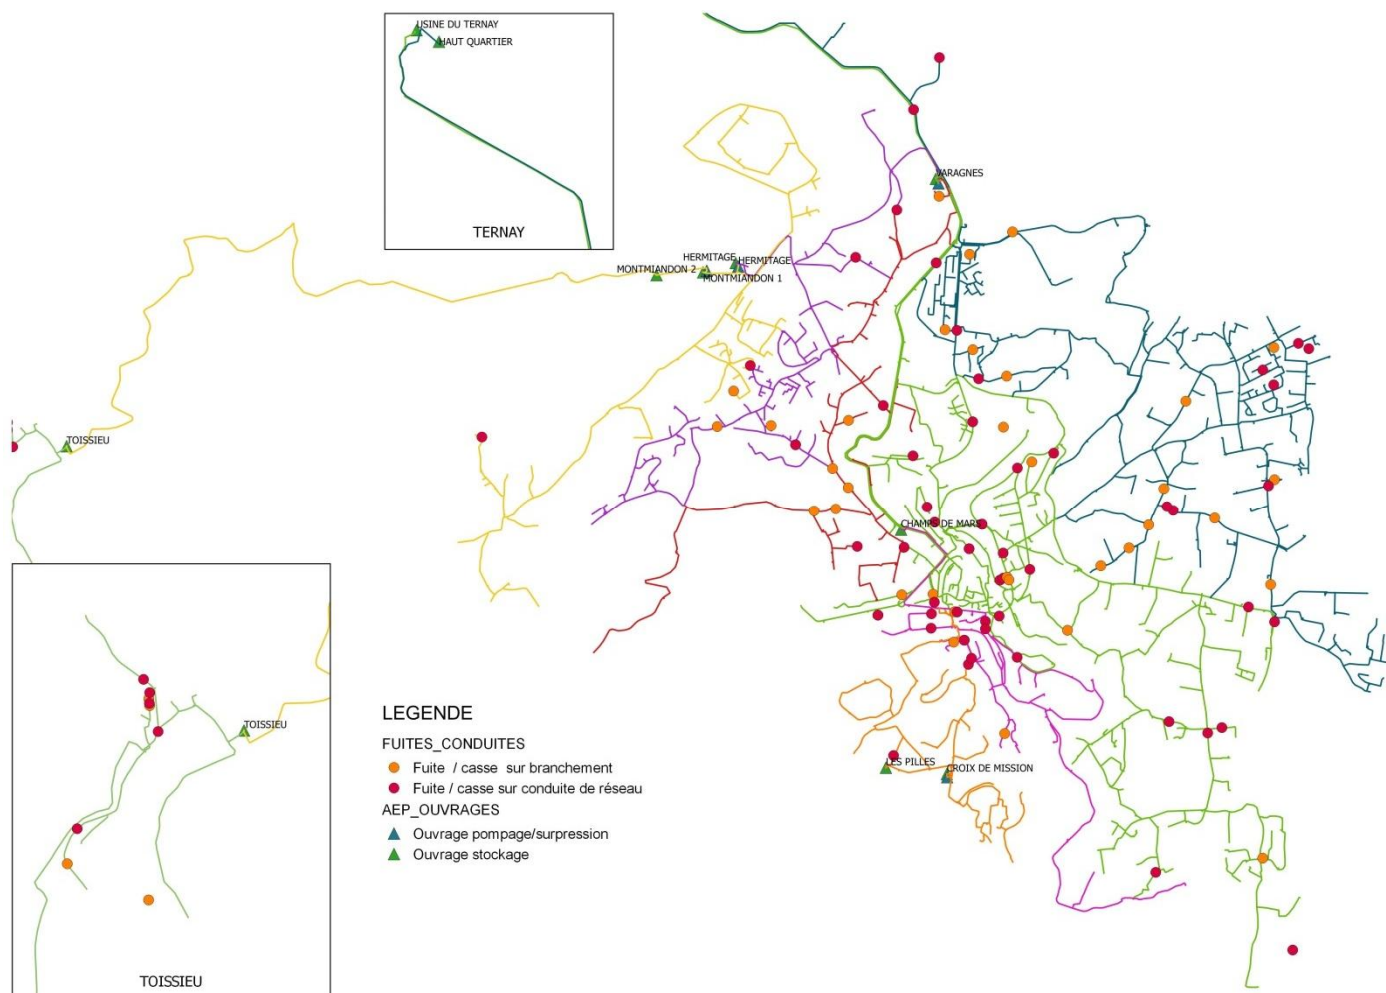 USINE DU TERNAY
HAUT QUARTIER
TERNAY
VARAGNES
HERMITAGE
HERMITAGE
MONTMIANDON 2
MONTMIANDON 1
TOISSIEU
CHAMPS DE MARS
TOISSIEU
TOISSIEU
LES PILLES
CROIX DE MISSION
LEGENDE
FUITES_CONDUITES
Fuite / casse sur branchement
Fuite / casse sur conduite de réseau
AEP_OUVRAGES
Ouvrage pompage/surpression
Ouvrage stockage